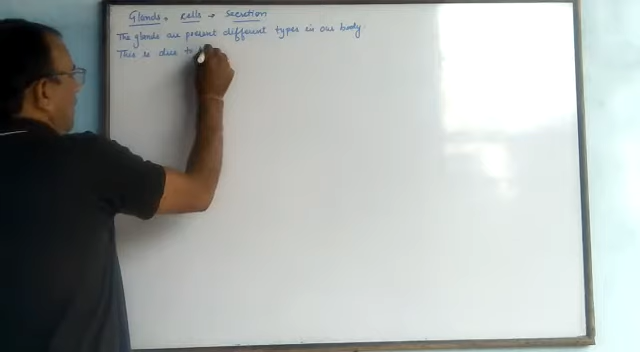 Glands, cells → Secretion
The glands are present different types in our body.
This is due to